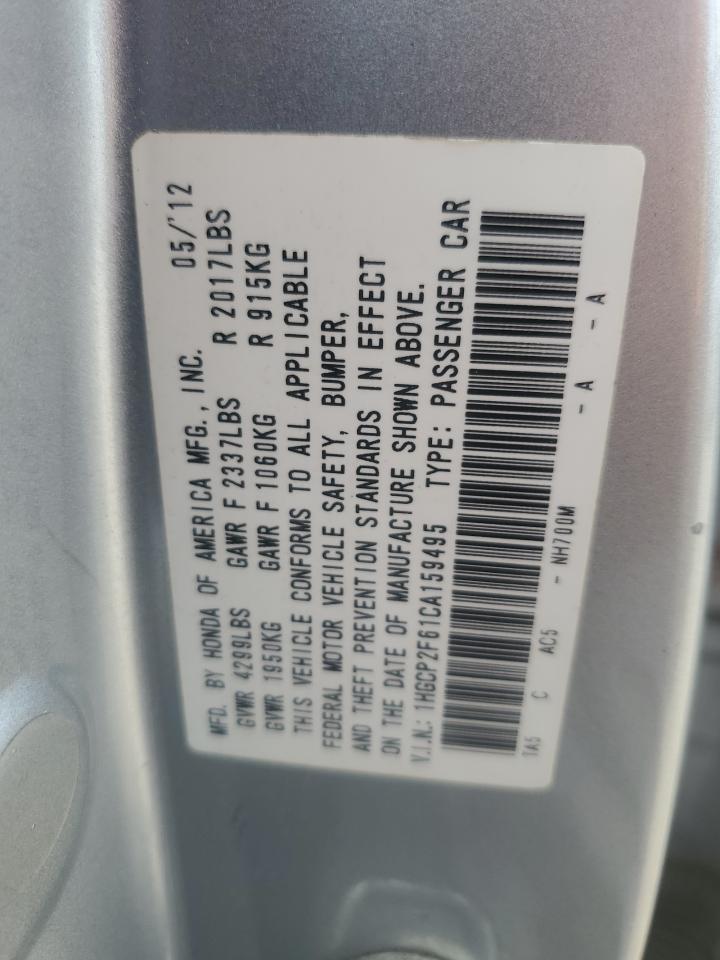 MFD. BY HONDA OF AMERICA MFG., INC. 05/'12
GVWR 4299LBS GAWR F 2337LBS R 2017LBS
GVWR 1950KG GAWR F 1060KG R 915KG
THIS VEHICLE CONFORMS TO ALL APPLICABLE
FEDERAL MOTOR VEHICLE SAFETY, BUMPER,
AND THEFT PREVENTION STANDARDS IN EFFECT
ON THE DATE OF MANUFACTURE SHOWN ABOVE.
V.I.N.: 1HGCP2F61CA159495 TYPE: PASSENGER CAR
TA5 C AC5 - NH700M - A - A